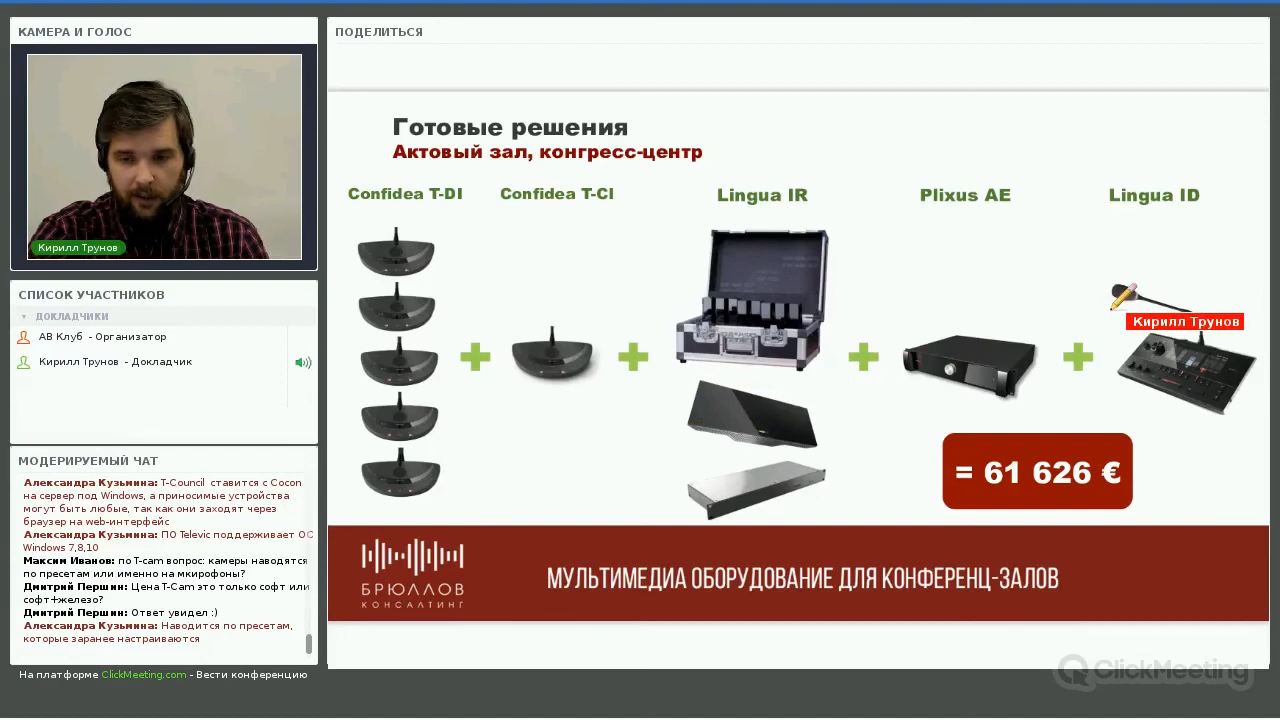 КАМЕРА И ГОЛОС
Кирилл Трунов
СПИСОК УЧАСТНИКОВ
ДОКЛАДЧИКИ
АВ Клуб - Организатор
Кирилл Трунов - Докладчик
МОДЕРИРУЕМЫЙ ЧАТ
Александра Кузьмина: T-Council ставится с Cocon
на сервер под Windows, а приносимые устройства
могут быть любые, так как они заходят через
браузер на web-интерфейс
Александра Кузьмина: ПО Televic поддерживает ОС
Windows 7,8,10
Максим Иванов: по T-cam вопрос: камеры наводятся
по пресетам или именно на мкирофоны?
Дмитрий Першин: Цена T-Cam это только софт или
софт+железо?
Дмитрий Першин: Ответ увидел :)
Александра Кузьмина: Наводится по пресетам,
которые заранее настраиваются
На платформе ClickMeeting.com - Вести конференцию
ПОДЕЛИТЬСЯ
Готовые решения
Актовый зал, конгресс-центр
Confidea T-DI
Confidea T-CI
Lingua IR
Plixus AE
Lingua ID
Кирилл Трунов
= 61 626 €
БРЮЛЛОВ
КОНСАЛТИНГ
МУЛЬТИМЕДИА ОБОРУДОВАНИЕ ДЛЯ КОНФЕРЕНЦ-ЗАЛОВ
ClickMeeting